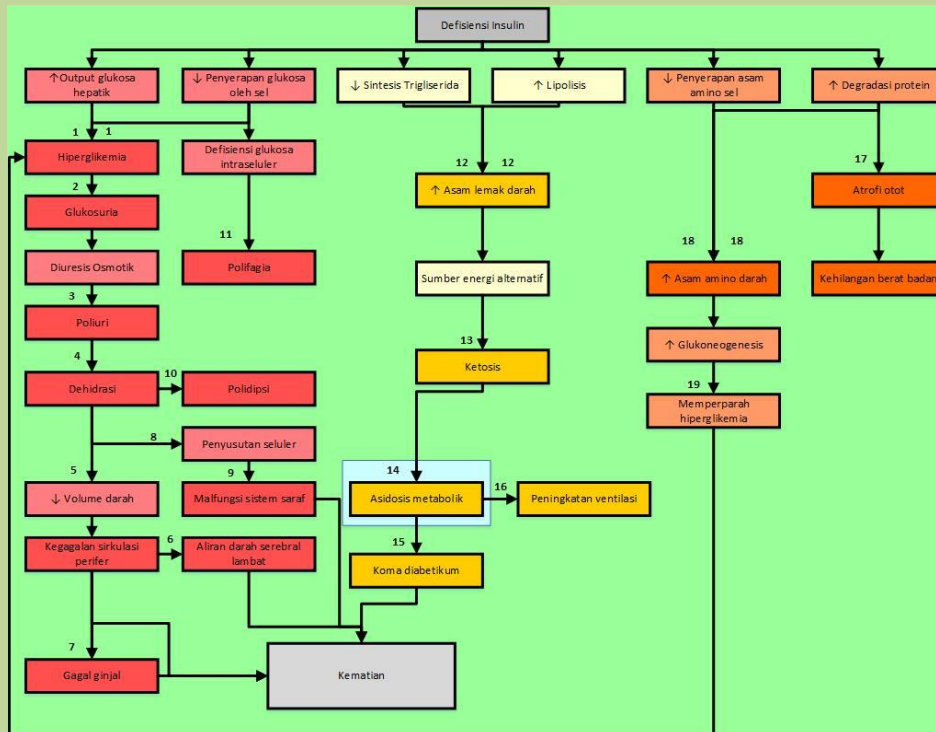 Defisiensi Insulin
↑Output glukosa
hepatik
↓ Penyerapan glukosa
oleh sel
↓ Sintesis Trigliserida
↑ Lipolisis
↓ Penyerapan asam
amino sel
↑ Degradasi protein
1
1
Hiperglikemia
Defisiensi glukosa
intraseluler
12
12
17
↑ Asam lemak darah
Atrofi otot
2
Glukosuria
11
18
18
Diuresis Osmotik
Polifagia
Sumber energi alternatif
↑ Asam amino darah
Kehilangan berat badan
3
Poliuri
13
↑ Glukoneogenesis
4
Ketosis
10
19
Dehidrasi
Polidipsi
Memperparah
hiperglikemia
8
Penyusutan seluler
5
9
14
↓ Volume darah
Malfungsi sistem saraf
Asidosis metabolik
16
Peningkatan ventilasi
Kegagalan sirkulasi
perifer
6
Aliran darah serebral
lambat
15
Koma diabetikum
7
Gagal ginjal
Kematian